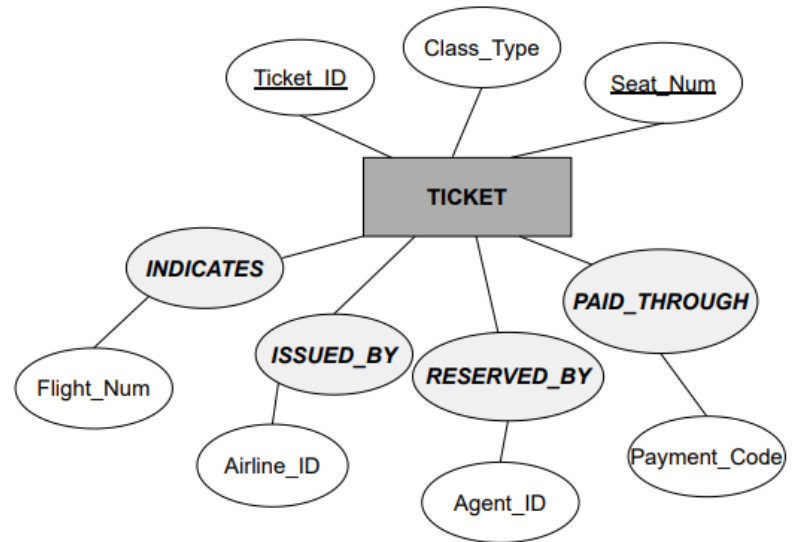 Class_Type
Ticket_ID
Seat_Num
TICKET
INDICATES
PAID_THROUGH
ISSUED_BY
RESERVED_BY
Flight_Num
Airline_ID
Payment_Code
Agent_ID